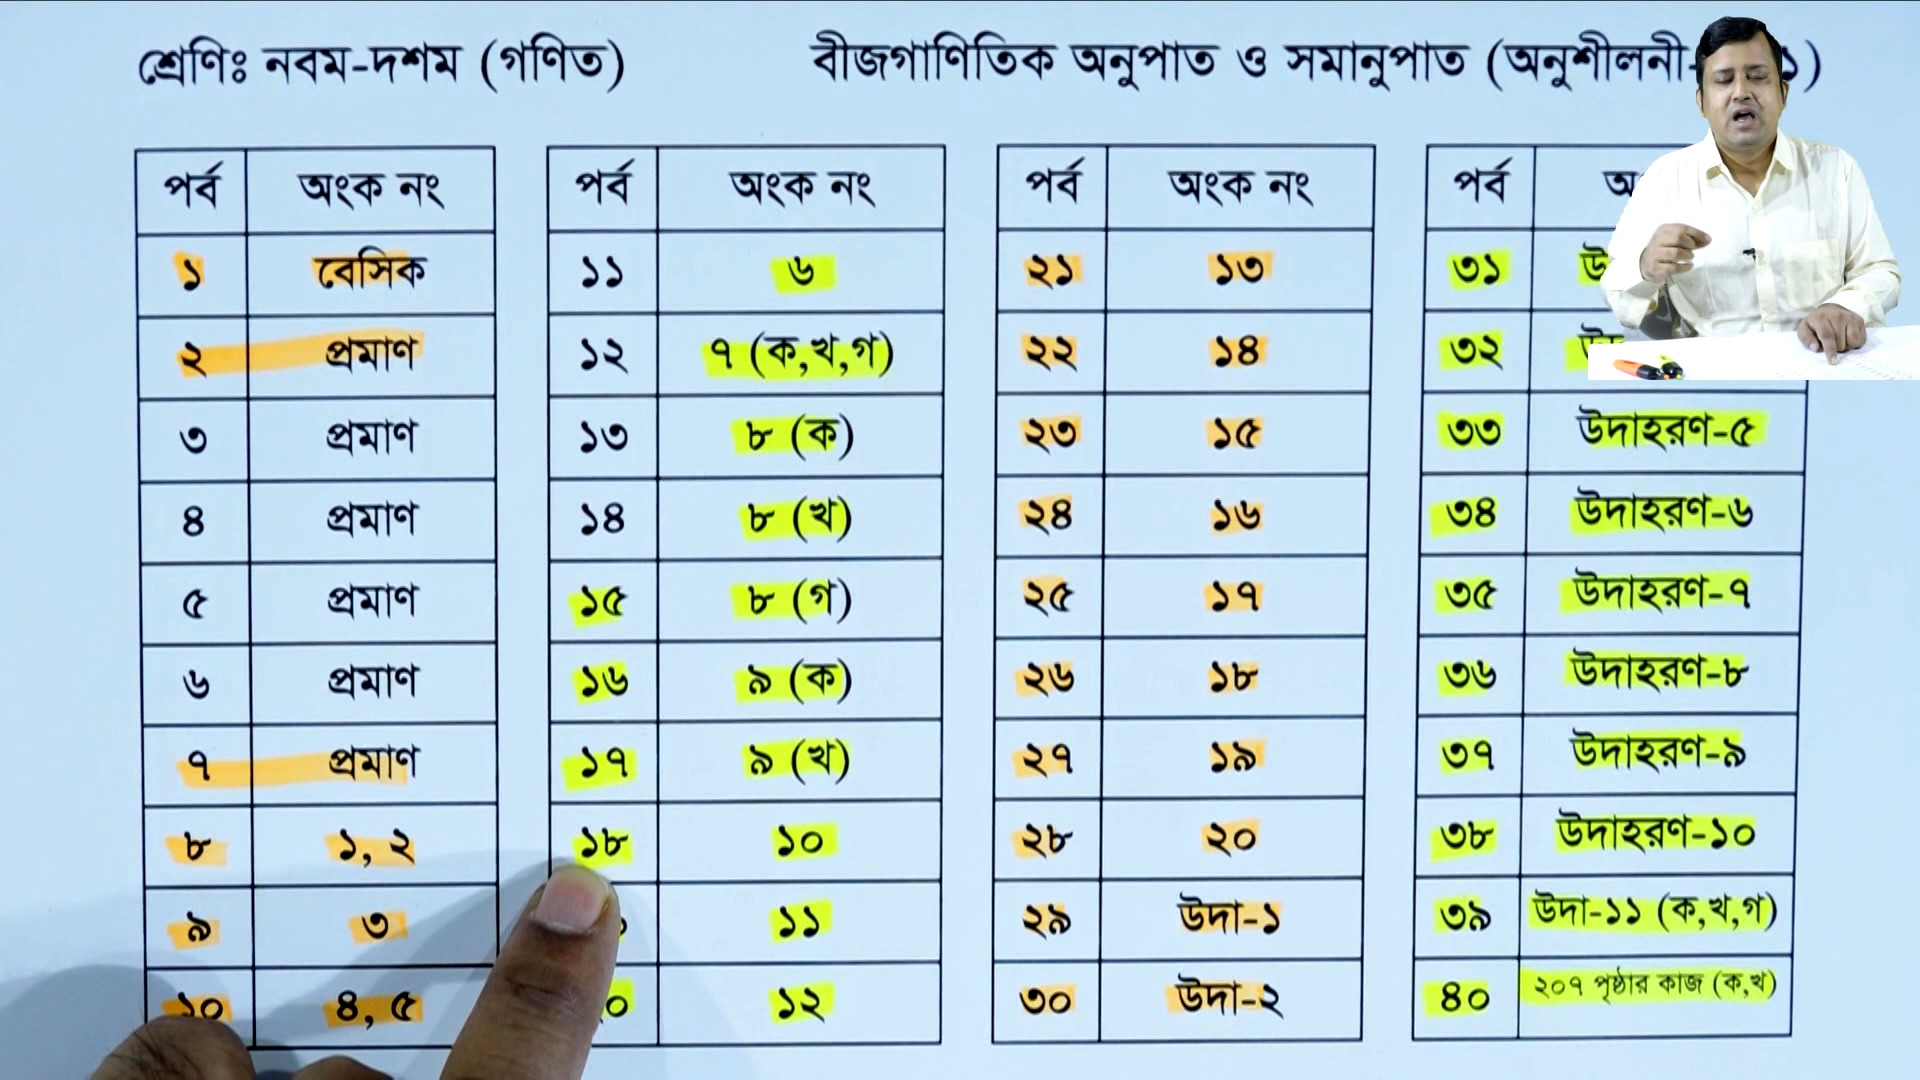 শ্রেণিঃ নবম-দশম (গণিত)
বীজগাণিতিক অনুপাত ও সমানুপাত (অনুশীলনী- ১)
পর্ব অংক নং
১ বেসিক
২ প্রমাণ
৩ প্রমাণ
৪ প্রমাণ
৫ প্রমাণ
৬ প্রমাণ
৭ প্রমাণ
৮ ১, ২
৯ ৩
১০ ৪, ৫
পর্ব অংক নং
১১ ৬
১২ ৭ (ক,খ,গ)
১৩ ৮ (ক)
১৪ ৮ (খ)
১৫ ৮ (গ)
১৬ ৯ (ক)
১৭ ৯ (খ)
১৮ ১০
১১
১২
পর্ব অংক নং
২১ ১৩
২২ ১৪
২৩ ১৫
২৪ ১৬
২৫ ১৭
২৬ ১৮
২৭ ১৯
২৮ ২০
২৯ উদা-১
৩০ উদা-২
পর্ব
৩১
৩২
৩৩ উদাহরণ-৫
৩৪ উদাহরণ-৬
৩৫ উদাহরণ-৭
৩৬ উদাহরণ-৮
৩৭ উদাহরণ-৯
৩৮ উদাহরণ-১০
৩৯ উদা-১১ (ক,খ,গ)
৪০ ২০৭ পৃষ্ঠার কাজ (ক,খ)